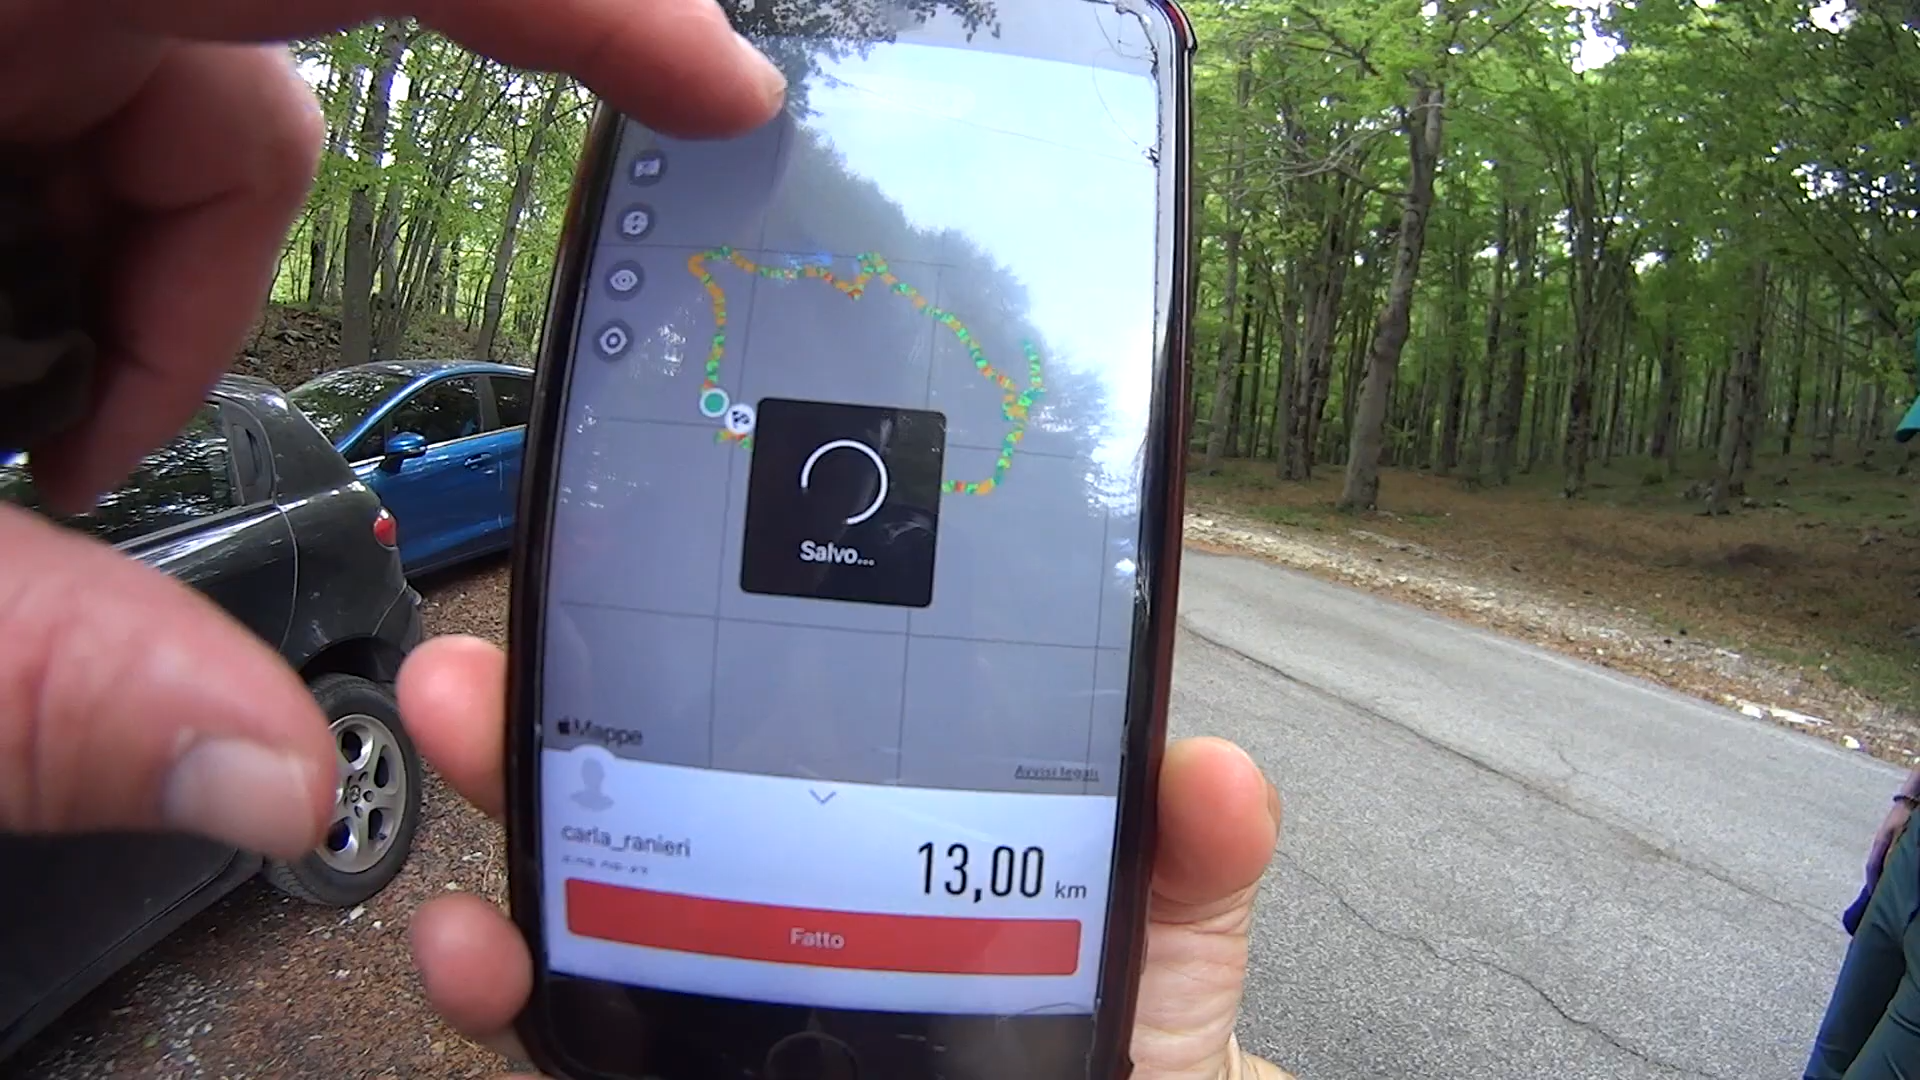 Salvo...
Mappe
Avvisi legali
carla_ranieri
13,00 km
Fatto